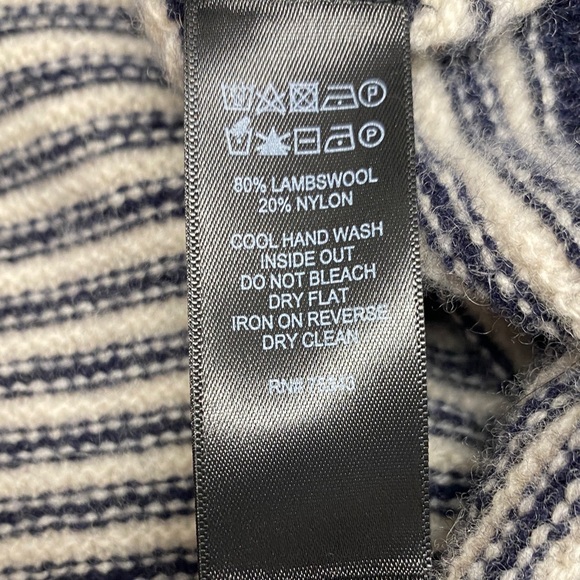 80% LAMBSWOOL
20% NYLON
COOL HAND WASH
INSIDE OUT
DO NOT BLEACH
DRY FLAT
IRON ON REVERSE
DRY CLEAN
RN#